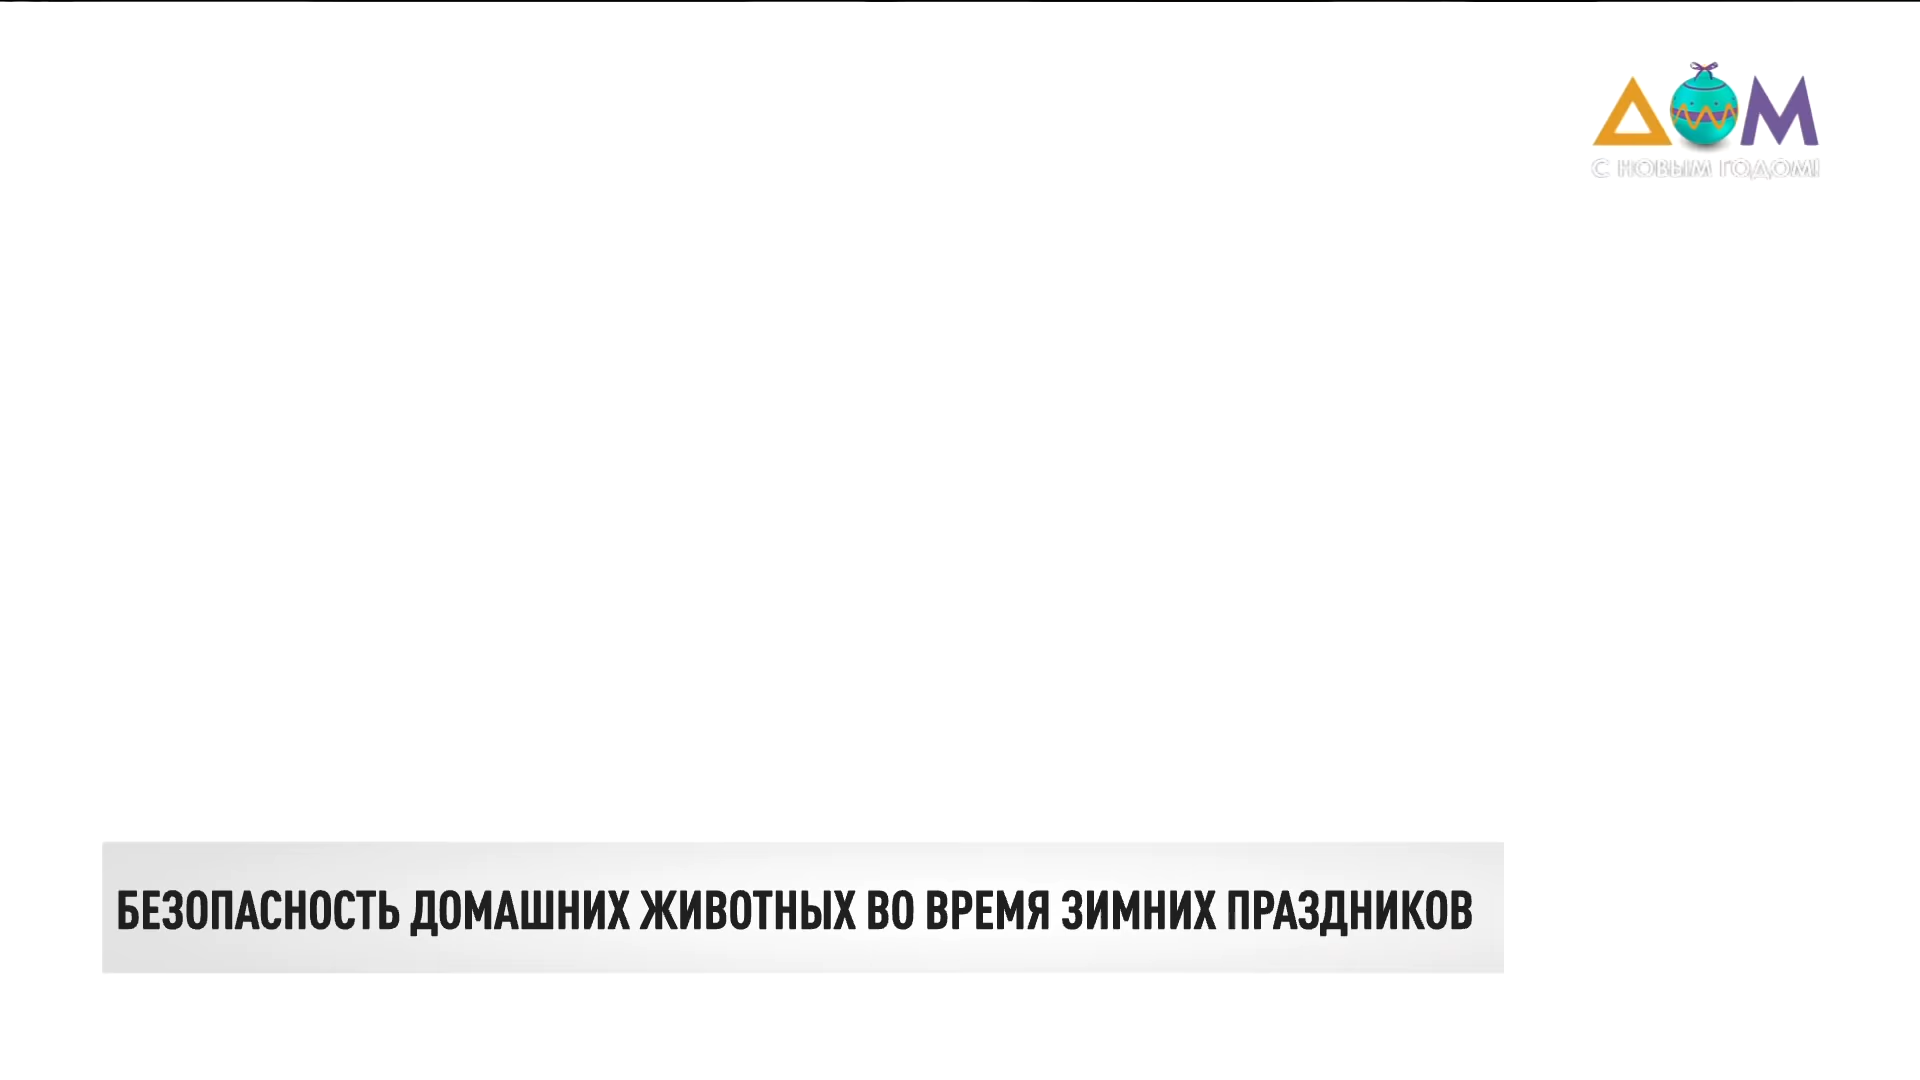 ДОМ
С НОВЫМ ГОДОМ!
БЕЗОПАСНОСТЬ ДОМАШНИХ ЖИВОТНЫХ ВО ВРЕМЯ ЗИМНИХ ПРАЗДНИКОВ